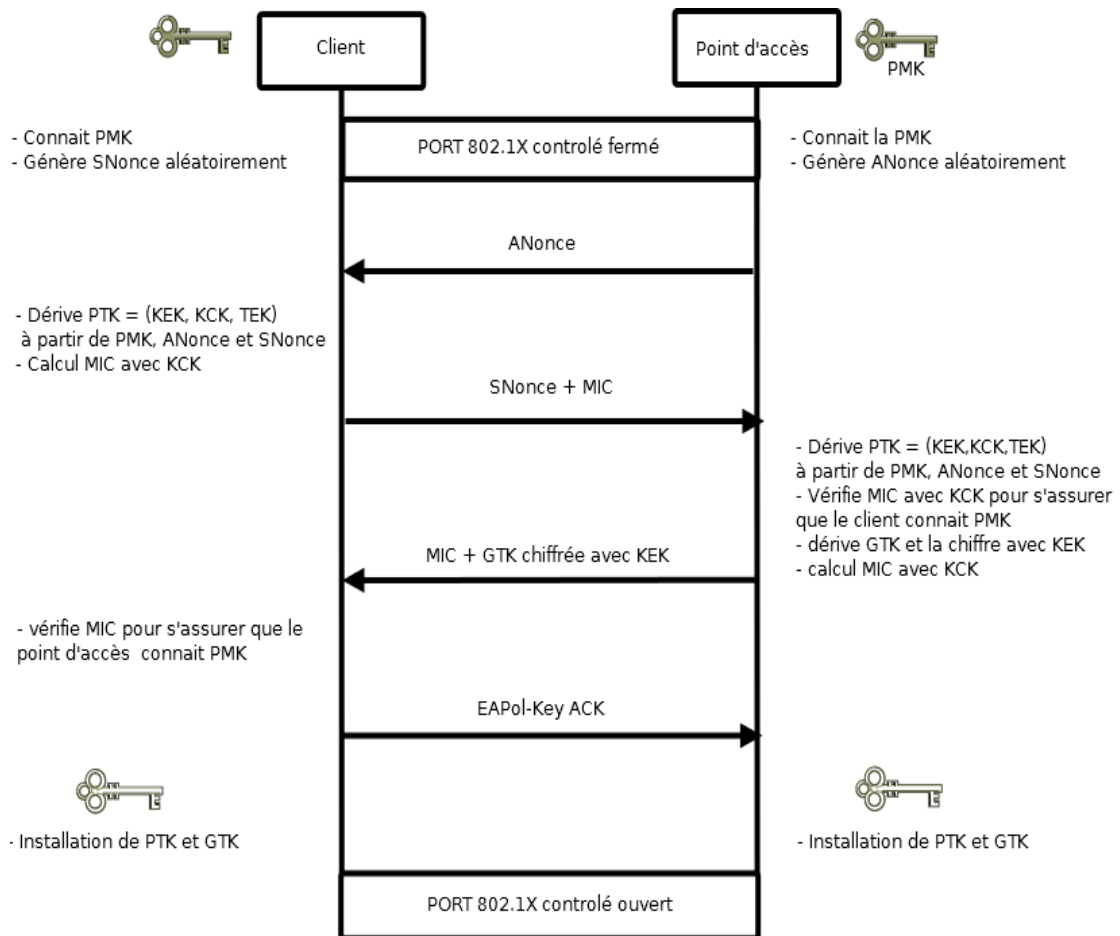 Client
Point d'accès
PMK
- Connait PMK
- Génère SNonce aléatoirement
PORT 802.1X controlé fermé
- Connait la PMK
- Génère ANonce aléatoirement
ANonce
- Dérive PTK = (KEK, KCK, TEK)
à partir de PMK, ANonce et SNonce
- Calcul MIC avec KCK
SNonce + MIC
- Dérive PTK = (KEK,KCK,TEK)
à partir de PMK, ANonce et SNonce
- Vérifie MIC avec KCK pour s'assurer
que le client connait PMK
- dérive GTK et la chiffre avec KEK
- calcul MIC avec KCK
MIC + GTK chiffrée avec KEK
- vérifie MIC pour s'assurer que le
point d'accès connait PMK
EAPol-Key ACK
- Installation de PTK et GTK
- Installation de PTK et GTK
PORT 802.1X controlé ouvert